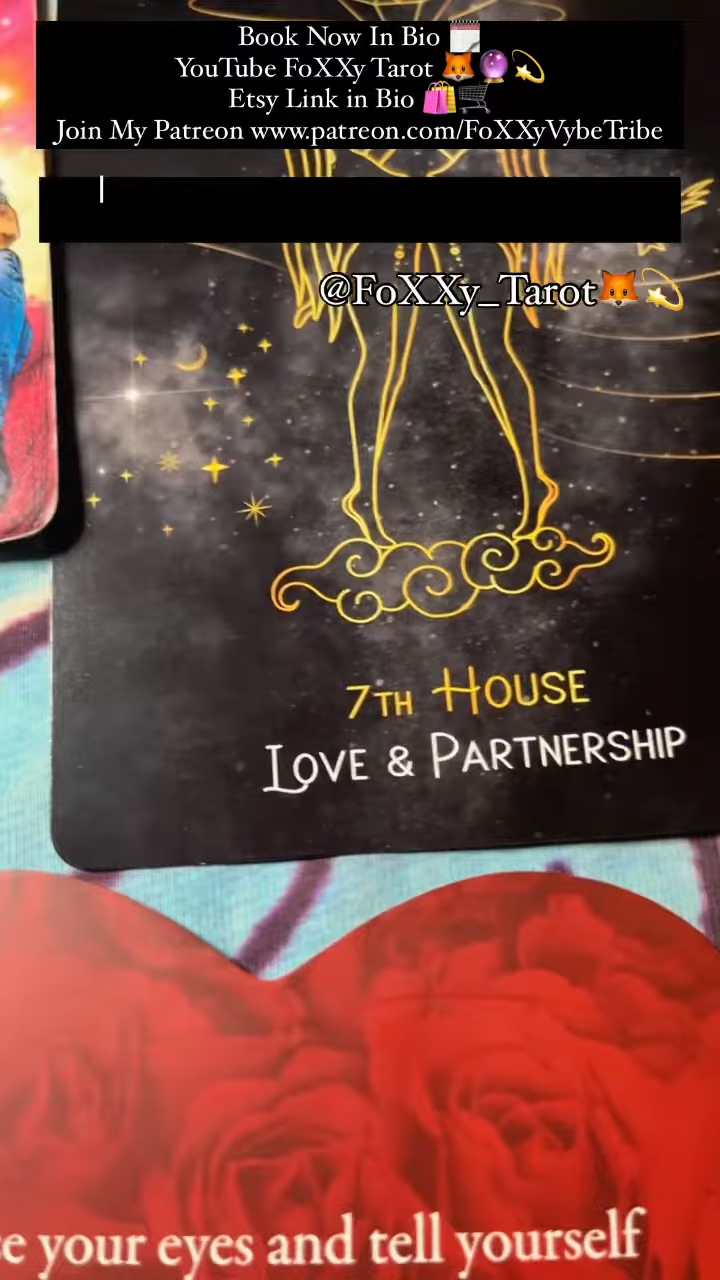 Book Now In Bio 🗓️
YouTube FoXXy Tarot 🦊🔮💫
Etsy Link in Bio 🛍️🛒
Join My Patreon www.patreon.com/FoXXyVybeTribe
@FoXXy_Tarot🦊💫
7TH HOUSE
LOVE & PARTNERSHIP
your eyes and tell yourself